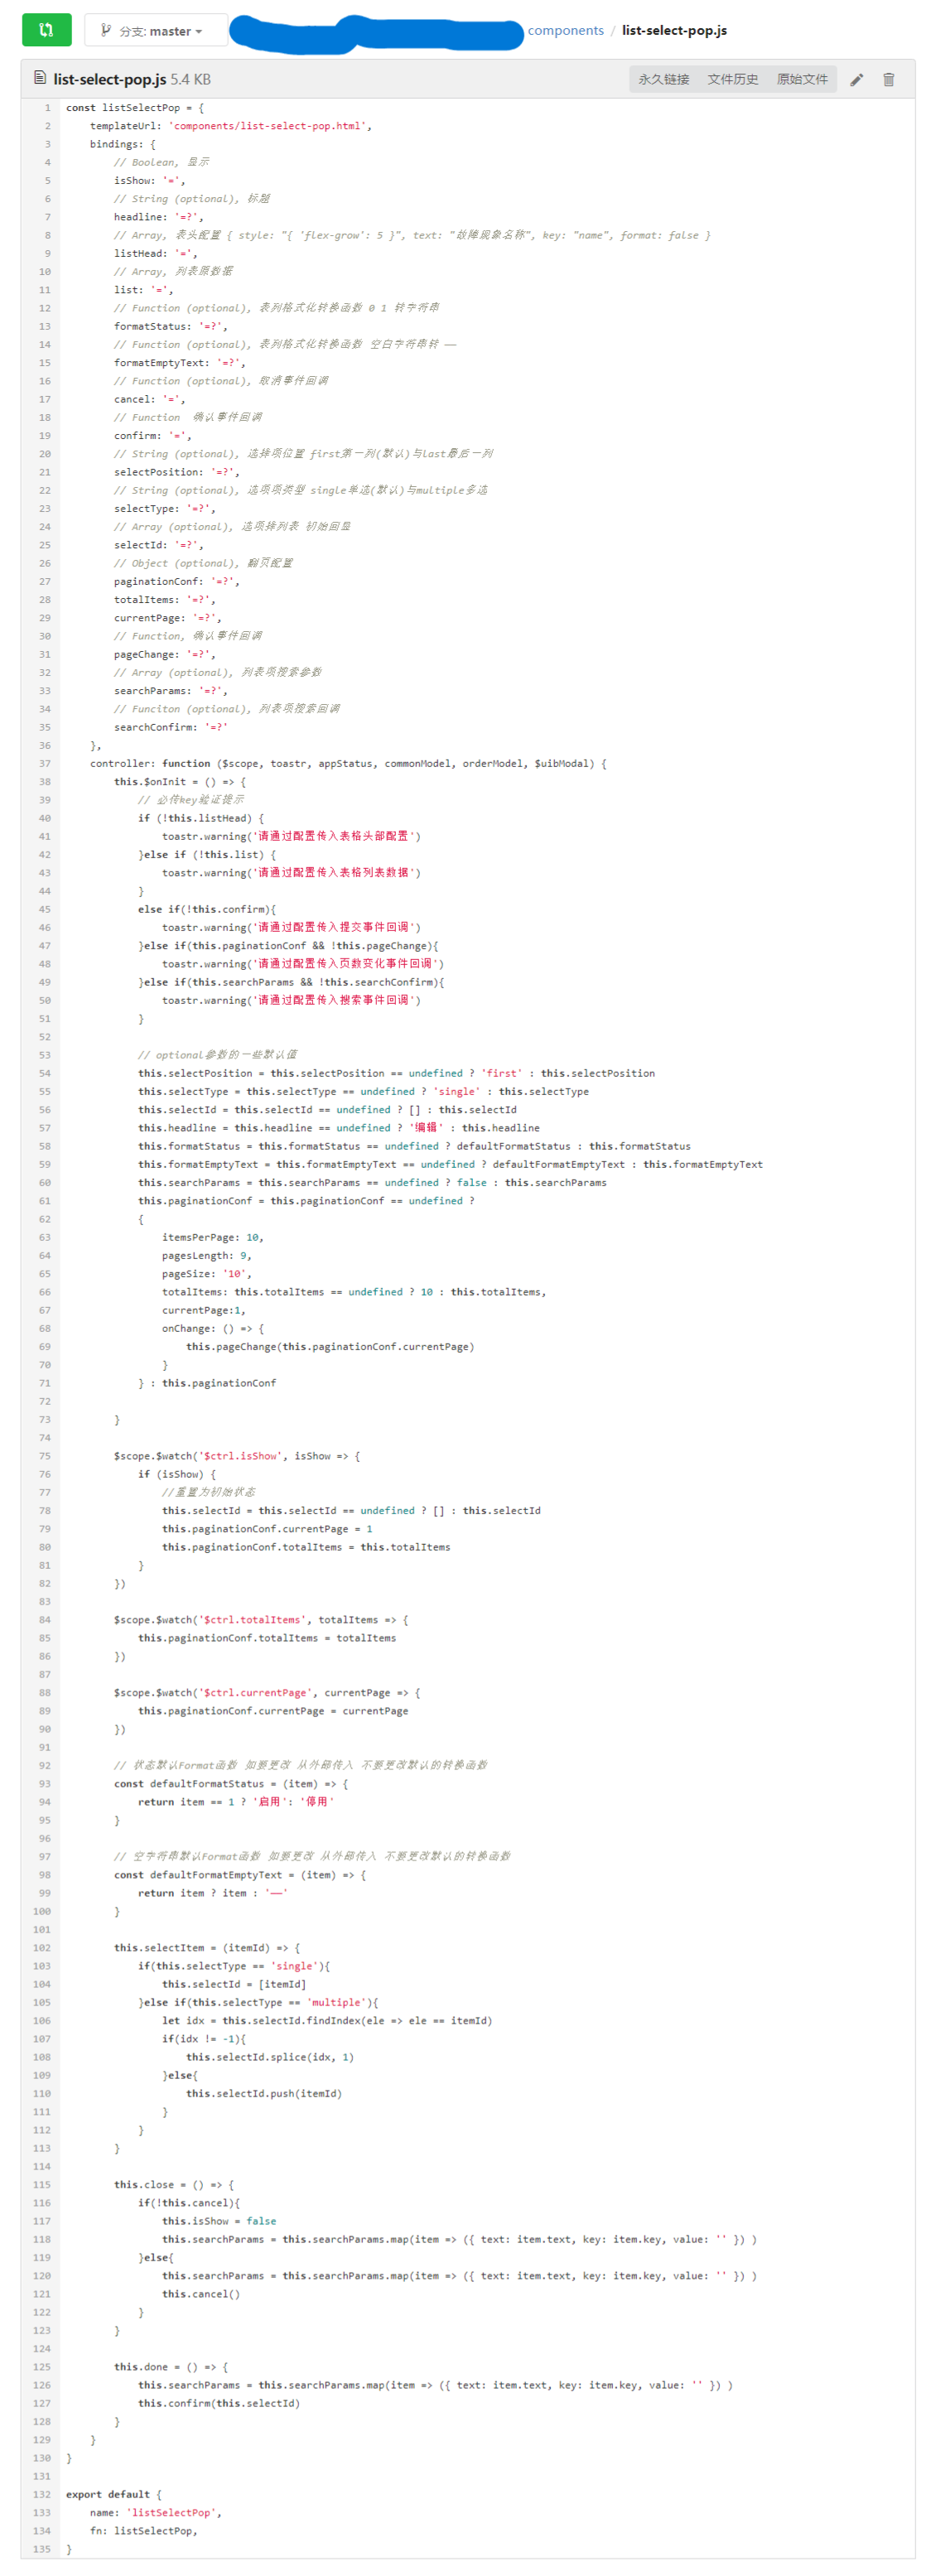 分支: master
components / list-select-pop.js
list-select-pop.js 5.4 KB
永久链接 文件历史 原始文件
1 const listSelectPop = {
2 templateUrl: 'components/list-select-pop.html',
3 bindings: {
4 // Boolean, 显示
5 isShow: '=',
6 // String (optional), 标题
7 headline: '=?',
8 // Array, 表头配置 { style: "{ 'flex-grow': 5 }", text: "故障现象名称", key: "name", format: false }
9 listHead: '=',
10 // Array, 列表原数据
11 list: '=',
12 // Function (optional), 表列格式化转换函数 0 1 转字符串
13 formatStatus: '=?',
14 // Function (optional), 表列格式化转换函数 空白字符串转 ——
15 formatEmptyText: '=?',
16 // Function (optional), 取消事件回调
17 cancel: '=',
18 // Function  确认事件回调
19 confirm: '=',
20 // String (optional), 选择项位置 first第一列(默认)与last最后一列
21 selectPosition: '=?',
22 // String (optional), 选项项类型 single单选(默认)与multiple多选
23 selectType: '=?',
24 // Array (optional), 选项择列表 初始回显
25 selectId: '=?',
26 // Object (optional), 翻页配置
27 paginationConf: '=?',
28 totalItems: '=?',
29 currentPage: '=?',
30 // Function, 确认事件回调
31 pageChange: '=?',
32 // Array (optional), 列表项搜索参数
33 searchParams: '=?',
34 // Funciton (optional), 列表项搜索回调
35 searchConfirm: '=?'
36 },
37 controller: function ($scope, toastr, appStatus, commonModel, orderModel, $uibModal) {
38 this.$onInit = () => {
39 // 必传key验证提示
40 if (!this.listHead) {
41 toastr.warning('请通过配置传入表格头部配置')
42 }else if (!this.list) {
43 toastr.warning('请通过配置传入表格列表数据')
44 }
45 else if(!this.confirm){
46 toastr.warning('请通过配置传入提交事件回调')
47 }else if(this.paginationConf && !this.pageChange){
48 toastr.warning('请通过配置传入页数变化事件回调')
49 }else if(this.searchParams && !this.searchConfirm){
50 toastr.warning('请通过配置传入搜索事件回调')
51 }
52
53 // optional参数的一些默认值
54 this.selectPosition = this.selectPosition == undefined ? 'first' : this.selectPosition
55 this.selectType = this.selectType == undefined ? 'single' : this.selectType
56 this.selectId = this.selectId == undefined ? [] : this.selectId
57 this.headline = this.headline == undefined ? '编辑' : this.headline
58 this.formatStatus = this.formatStatus == undefined ? defaultFormatStatus : this.formatStatus
59 this.formatEmptyText = this.formatEmptyText == undefined ? defaultFormatEmptyText : this.formatEmptyText
60 this.searchParams = this.searchParams == undefined ? false : this.searchParams
61 this.paginationConf = this.paginationConf == undefined ?
62 {
63 itemsPerPage: 10,
64 pagesLength: 9,
65 pageSize: '10',
66 totalItems: this.totalItems == undefined ? 10 : this.totalItems,
67 currentPage:1,
68 onChange: () => {
69 this.pageChange(this.paginationConf.currentPage)
70 }
71 } : this.paginationConf
72
73 }
74
75 $scope.$watch('$ctrl.isShow', isShow => {
76 if (isShow) {
77 //重置为初始状态
78 this.selectId = this.selectId == undefined ? [] : this.selectId
79 this.paginationConf.currentPage = 1
80 this.paginationConf.totalItems = this.totalItems
81 }
82 })
83
84 $scope.$watch('$ctrl.totalItems', totalItems => {
85 this.paginationConf.totalItems = totalItems
86 })
87
88 $scope.$watch('$ctrl.currentPage', currentPage => {
89 this.paginationConf.currentPage = currentPage
90 })
91
92 // 状态默认Format函数 如要更改 从外部传入 不要更改默认的转换函数
93 const defaultFormatStatus = (item) => {
94 return item == 1 ? '启用': '停用'
95 }
96
97 // 空字符串默认Format函数 如要更改 从外部传入 不要更改默认的转换函数
98 const defaultFormatEmptyText = (item) => {
99 return item ? item : '——'
100 }
101
102 this.selectItem = (itemId) => {
103 if(this.selectType == 'single'){
104 this.selectId = [itemId]
105 }else if(this.selectType == 'multiple'){
106 let idx = this.selectId.findIndex(ele => ele == itemId)
107 if(idx != -1){
108 this.selectId.splice(idx, 1)
109 }else{
110 this.selectId.push(itemId)
111 }
112 }
113 }
114
115 this.close = () => {
116 if(!this.cancel){
117 this.isShow = false
118 this.searchParams = this.searchParams.map(item => ({ text: item.text, key: item.key, value: '' }) )
119 }else{
120 this.searchParams = this.searchParams.map(item => ({ text: item.text, key: item.key, value: '' }) )
121 this.cancel()
122 }
123 }
124
125 this.done = () => {
126 this.searchParams = this.searchParams.map(item => ({ text: item.text, key: item.key, value: '' }) )
127 this.confirm(this.selectId)
128 }
129 }
130 }
131
132 export default {
133 name: 'listSelectPop',
134 fn: listSelectPop,
135 }